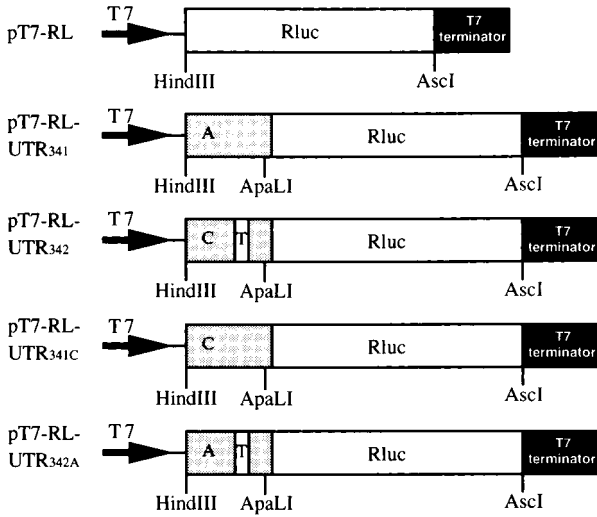 T7
pT7-RL
Rluc
T7
terminator
HindIII
AscI
pT7-RL-
UTR341
T7
A
Rluc
T7
terminator
HindIII
ApaLI
AscI
pT7-RL-
UTR342
T7
C
T
Rluc
T7
terminator
HindIII
ApaLI
AscI
pT7-RL-
UTR341C
T7
C
Rluc
T7
terminator
HindIII
ApaLI
AscI
pT7-RL-
UTR342A
T7
A
T
Rluc
T7
terminator
HindIII
ApaLI
AscI